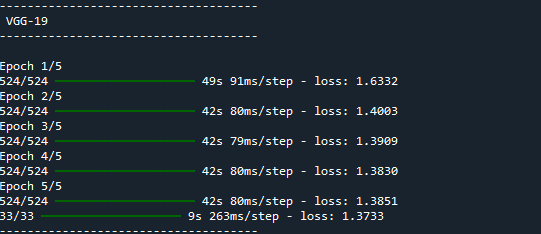 --------------------------------------
VGG-19
--------------------------------------
Epoch 1/5
524/524 ━━━━━━━━━━━━━━━━━━━━ 49s 91ms/step - loss: 1.6332
Epoch 2/5
524/524 ━━━━━━━━━━━━━━━━━━━━ 42s 80ms/step - loss: 1.4003
Epoch 3/5
524/524 ━━━━━━━━━━━━━━━━━━━━ 42s 79ms/step - loss: 1.3909
Epoch 4/5
524/524 ━━━━━━━━━━━━━━━━━━━━ 42s 80ms/step - loss: 1.3830
Epoch 5/5
524/524 ━━━━━━━━━━━━━━━━━━━━ 42s 80ms/step - loss: 1.3851
33/33 ━━━━━━━━━━━━━━━━━━━━ 9s 263ms/step - loss: 1.3733
--------------------------------------